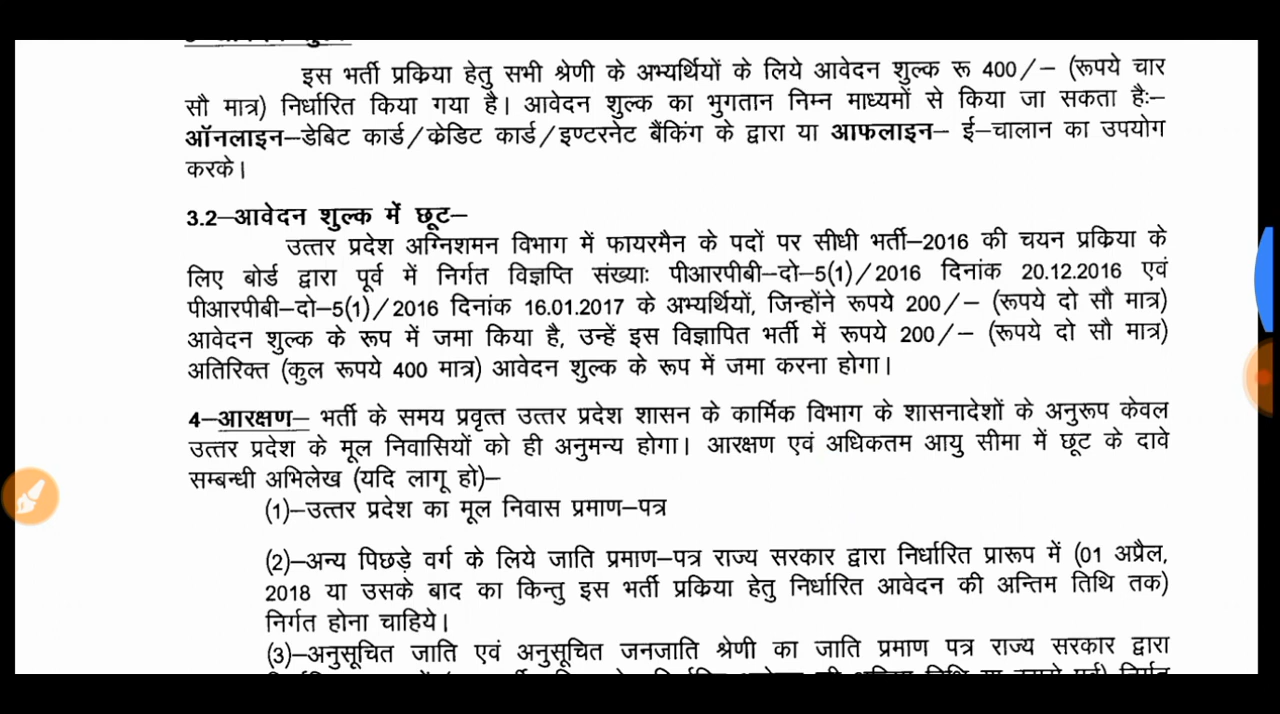 इस भर्ती प्रकिया हेतु सभी श्रेणी के अभ्यर्थियों के लिये आवेदन शुल्क रू 400/– (रूपये चार
सौ मात्र) निर्धारित किया गया है। आवेदन शुल्क का भुगतान निम्न माध्यमों से किया जा सकता हैः–
ऑनलाइन–डेबिट कार्ड/केडिट कार्ड/इण्टरनेट बैंकिंग के द्वारा या आफलाइन– ई–चालान का उपयोग
करके।
3.2–आवेदन शुल्क में छूट–
उत्तर प्रदेश अग्निशमन विभाग में फायरमैन के पदों पर सीधी भर्ती–2016 की चयन प्रकिया के
लिए बोर्ड द्वारा पूर्व में निर्गत विज्ञप्ति संख्याः पीआरपीबी–दो–5(1)/2016 दिनांक 20.12.2016 एवं
पीआरपीबी–दो–5(1)/2016 दिनांक 16.01.2017 के अभ्यर्थियों, जिन्होंने रूपये 200/– (रूपये दो सौ मात्र)
आवेदन शुल्क के रूप में जमा किया है, उन्हें इस विज्ञापित भर्ती में रूपये 200/– (रूपये दो सौ मात्र)
अतिरिक्त (कुल रूपये 400 मात्र) आवेदन शुल्क के रूप में जमा करना होगा।
4–आरक्षण– भर्ती के समय प्रवृत्त उत्तर प्रदेश शासन के कार्मिक विभाग के शासनादेशों के अनुरूप केवल
उत्तर प्रदेश के मूल निवासियों को ही अनुमन्य होगा। आरक्षण एवं अधिकतम आयु सीमा में छूट के दावे
सम्बन्धी अभिलेख (यदि लागू हो)–
(1)–उत्तर प्रदेश का मूल निवास प्रमाण–पत्र
(2)–अन्य पिछड़े वर्ग के लिये जाति प्रमाण–पत्र राज्य सरकार द्वारा निर्धारित प्रारूप में (01 अप्रैल,
2018 या उसके बाद का किन्तु इस भर्ती प्रकिया हेतु निर्धारित आवेदन की अन्तिम तिथि तक)
निर्गत होना चाहिये।
(3)–अनुसूचित जाति एवं अनुसूचित जनजाति श्रेणी का जाति प्रमाण पत्र राज्य सरकार द्वारा